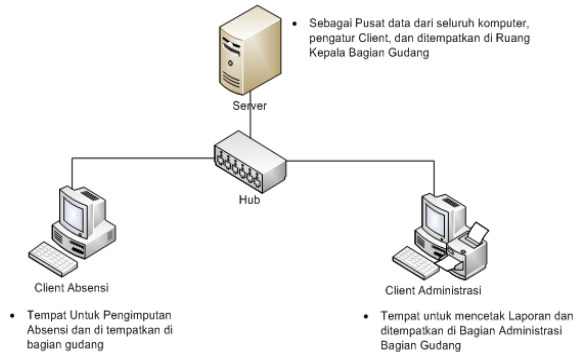 • Sebagai Pusat data dari seluruh komputer,
pengatur Client, dan ditempatkan di Ruang
Kepala Bagian Gudang
Server
Hub
Client Absensi
• Tempat Untuk Pengimputan
Absensi dan di tempatkan di
bagian gudang
Client Administrasi
• Tempat untuk mencetak Laporan dan
ditempatkan di Bagian Administrasi
Bagian Gudang